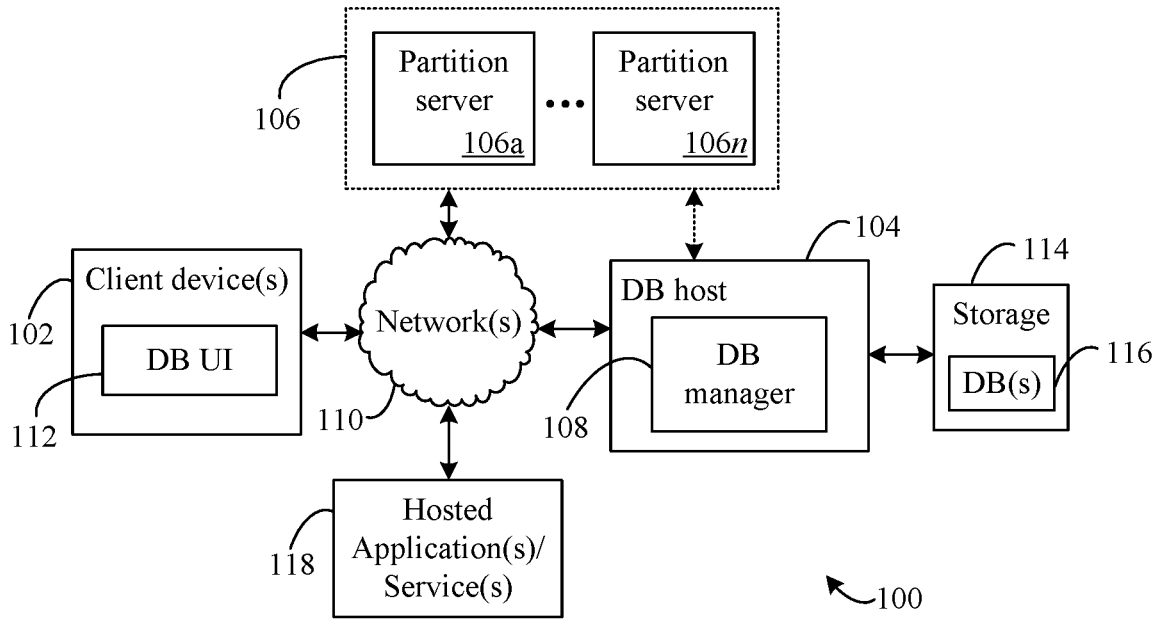 Partition
server
106a
Partition
server
106n
106
104
114
Client device(s)
102
DB UI
112
Network(s)
110
DB host
DB
manager
108
Storage
DB(s)
116
Hosted
Application(s)/
Service(s)
118
100